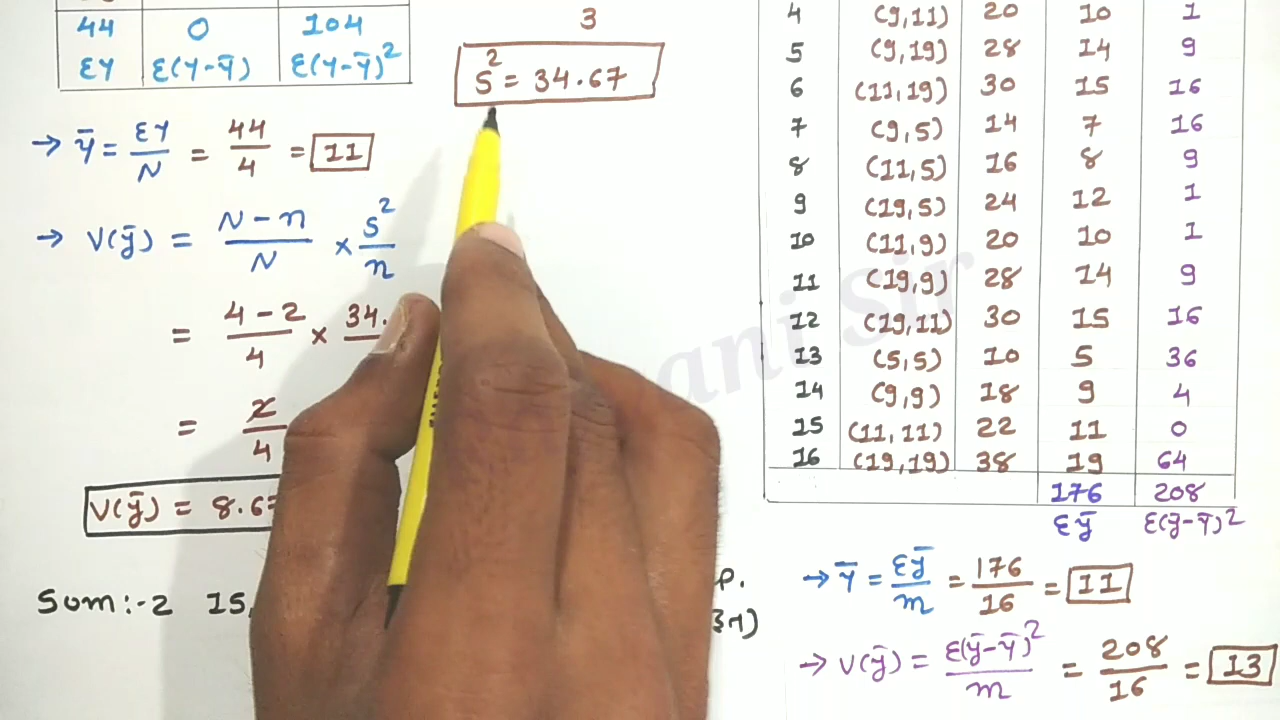 44 0 104
ΣY Σ(Y-Ȳ) Σ(Y-Ȳ)²
3
S² = 34.67
→ Ȳ = ΣY/N = 44/4 = 11
→ V(ȳ) = N-n/N × S²/n
= 4-2/4 × 34.
= 2/4
V(ȳ) = 8.67
Sum:-2 15,
P.
4 (9,11) 20 10 1
5 (9,19) 28 14 9
6 (11,19) 30 15 16
7 (9,5) 14 7 16
8 (11,5) 16 8 9
9 (19,5) 24 12 1
10 (11,9) 20 10 1
11 (19,9) 28 14 9
12 (19,11) 30 15 16
13 (5,5) 10 5 36
14 (9,9) 18 9 4
15 (11,11) 22 11 0
16 (19,19) 38 19 64
176 208
Σȳ Σ(ȳ-Ȳ)²
→ Ȳ = Σȳ/m = 176/16 = 11
→ V(ȳ) = Σ(ȳ-Ȳ)²/m = 208/16 = 13
ani Sir